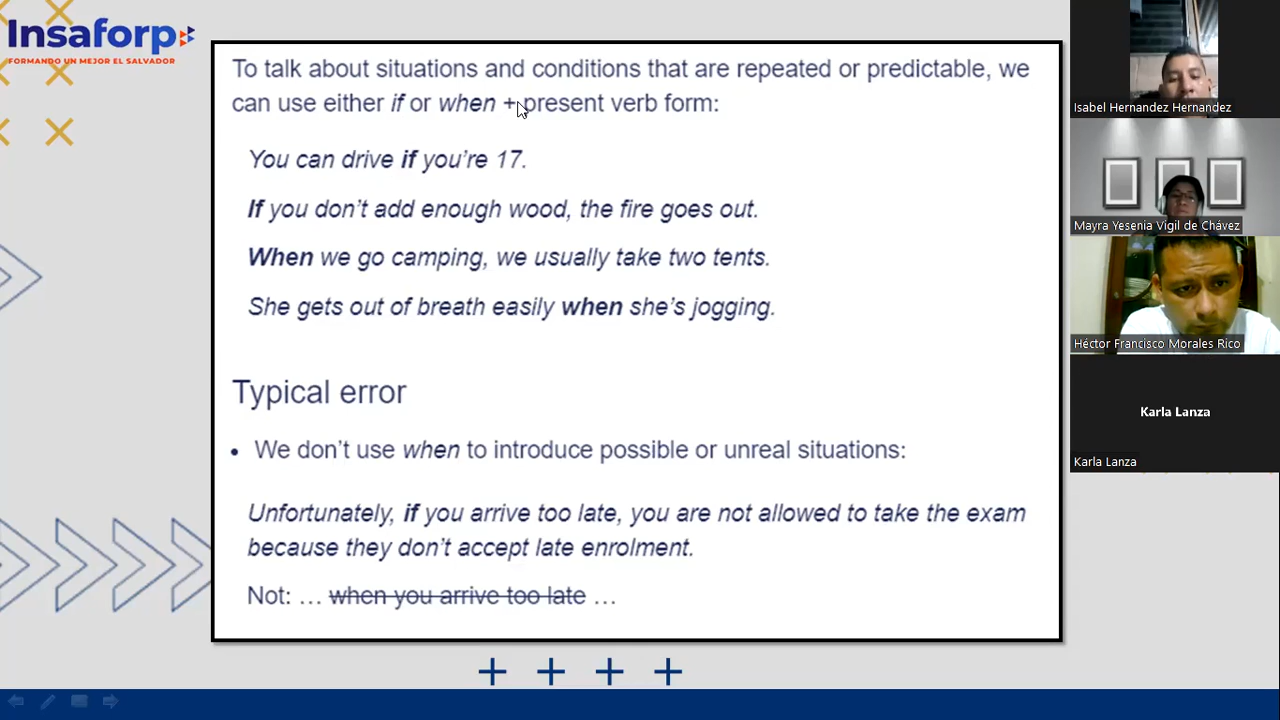 Insaforp
FORMANDO UN MEJOR EL SALVADOR
To talk about situations and conditions that are repeated or predictable, we
can use either if or when + present verb form:
You can drive if you're 17.
If you don't add enough wood, the fire goes out.
When we go camping, we usually take two tents.
She gets out of breath easily when she's jogging.
Typical error
• We don't use when to introduce possible or unreal situations:
Unfortunately, if you arrive too late, you are not allowed to take the exam
because they don't accept late enrolment.
Not: … when you arrive too late …
Isabel Hernandez Hernandez
Mayra Yesenia Vigil de Chávez
Héctor Francisco Morales Rico
Karla Lanza
Karla Lanza